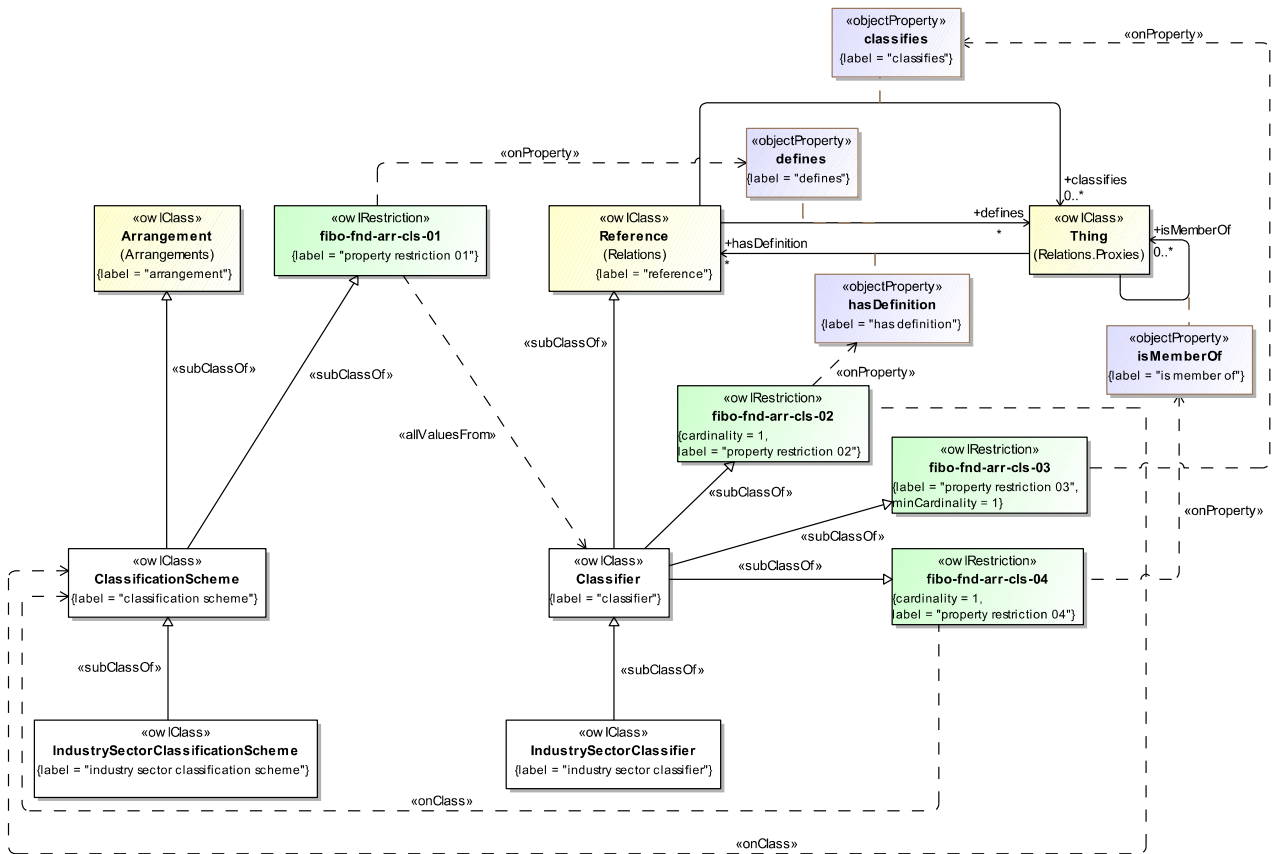 «objectProperty»
classifies
{label = "classifies"}
«onProperty»
«objectProperty»
defines
{label = "defines"}
«onProperty»
+classifies
0..*
«owlClass»
Arrangement
(Arrangements)
{label = "arrangement"}
«owlRestriction»
fibo-fnd-arr-cls-01
{label = "property restriction 01"}
«owlClass»
Reference
(Relations)
{label = "reference"}
+defines
*
+hasDefinition
*
«owlClass»
Thing
(Relations.Proxies)
+isMemberOf
0..*
«objectProperty»
hasDefinition
{label = "has definition"}
«objectProperty»
isMemberOf
{label = "is member of"}
«subClassOf»
«subClassOf»
«subClassOf»
«onProperty»
«allValuesFrom»
«owlRestriction»
fibo-fnd-arr-cls-02
{cardinality = 1,
label = "property restriction 02"}
«owlRestriction»
fibo-fnd-arr-cls-03
{label = "property restriction 03",
minCardinality = 1}
«subClassOf»
«onProperty»
«subClassOf»
«subClassOf»
«owlClass»
ClassificationScheme
{label = "classification scheme"}
«owlClass»
Classifier
{label = "classifier"}
«owlRestriction»
fibo-fnd-arr-cls-04
{cardinality = 1,
label = "property restriction 04"}
«subClassOf»
«subClassOf»
«owlClass»
IndustrySectorClassificationScheme
{label = "industry sector classification scheme"}
«owlClass»
IndustrySectorClassifier
{label = "industry sector classifier"}
«onClass»
«onClass»